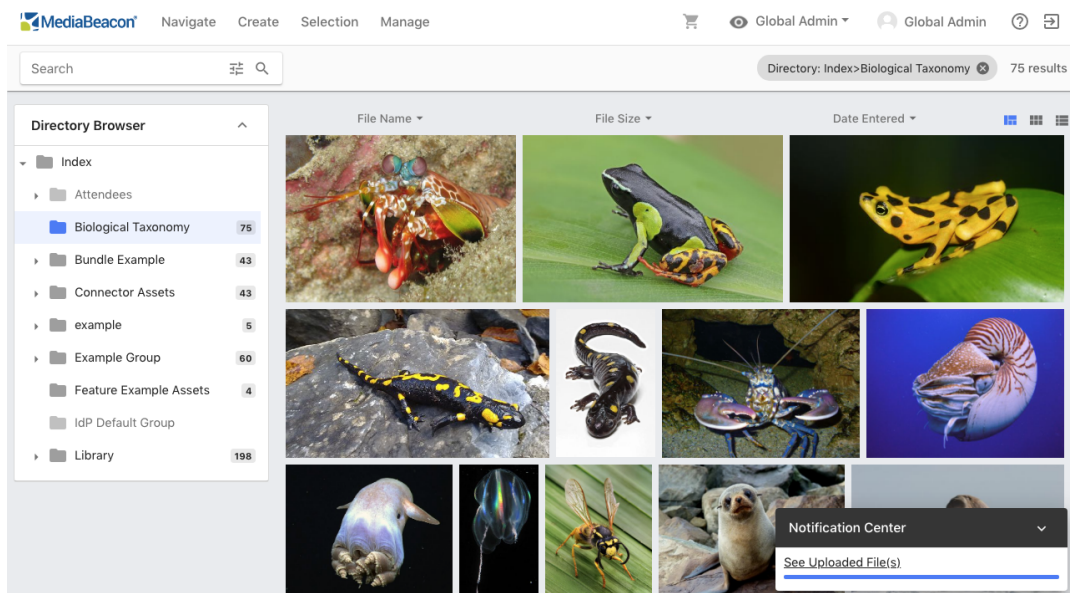 MediaBeacon® Navigate Create Selection Manage Global Admin Global Admin
Search Directory: Index>Biological Taxonomy 75 results
Directory Browser
File Name File Size Date Entered
Index
Attendees
Biological Taxonomy 75
Bundle Example 43
Connector Assets 43
example 5
Example Group 60
Feature Example Assets 4
IdP Default Group
Library 198
Notification Center
See Uploaded File(s)